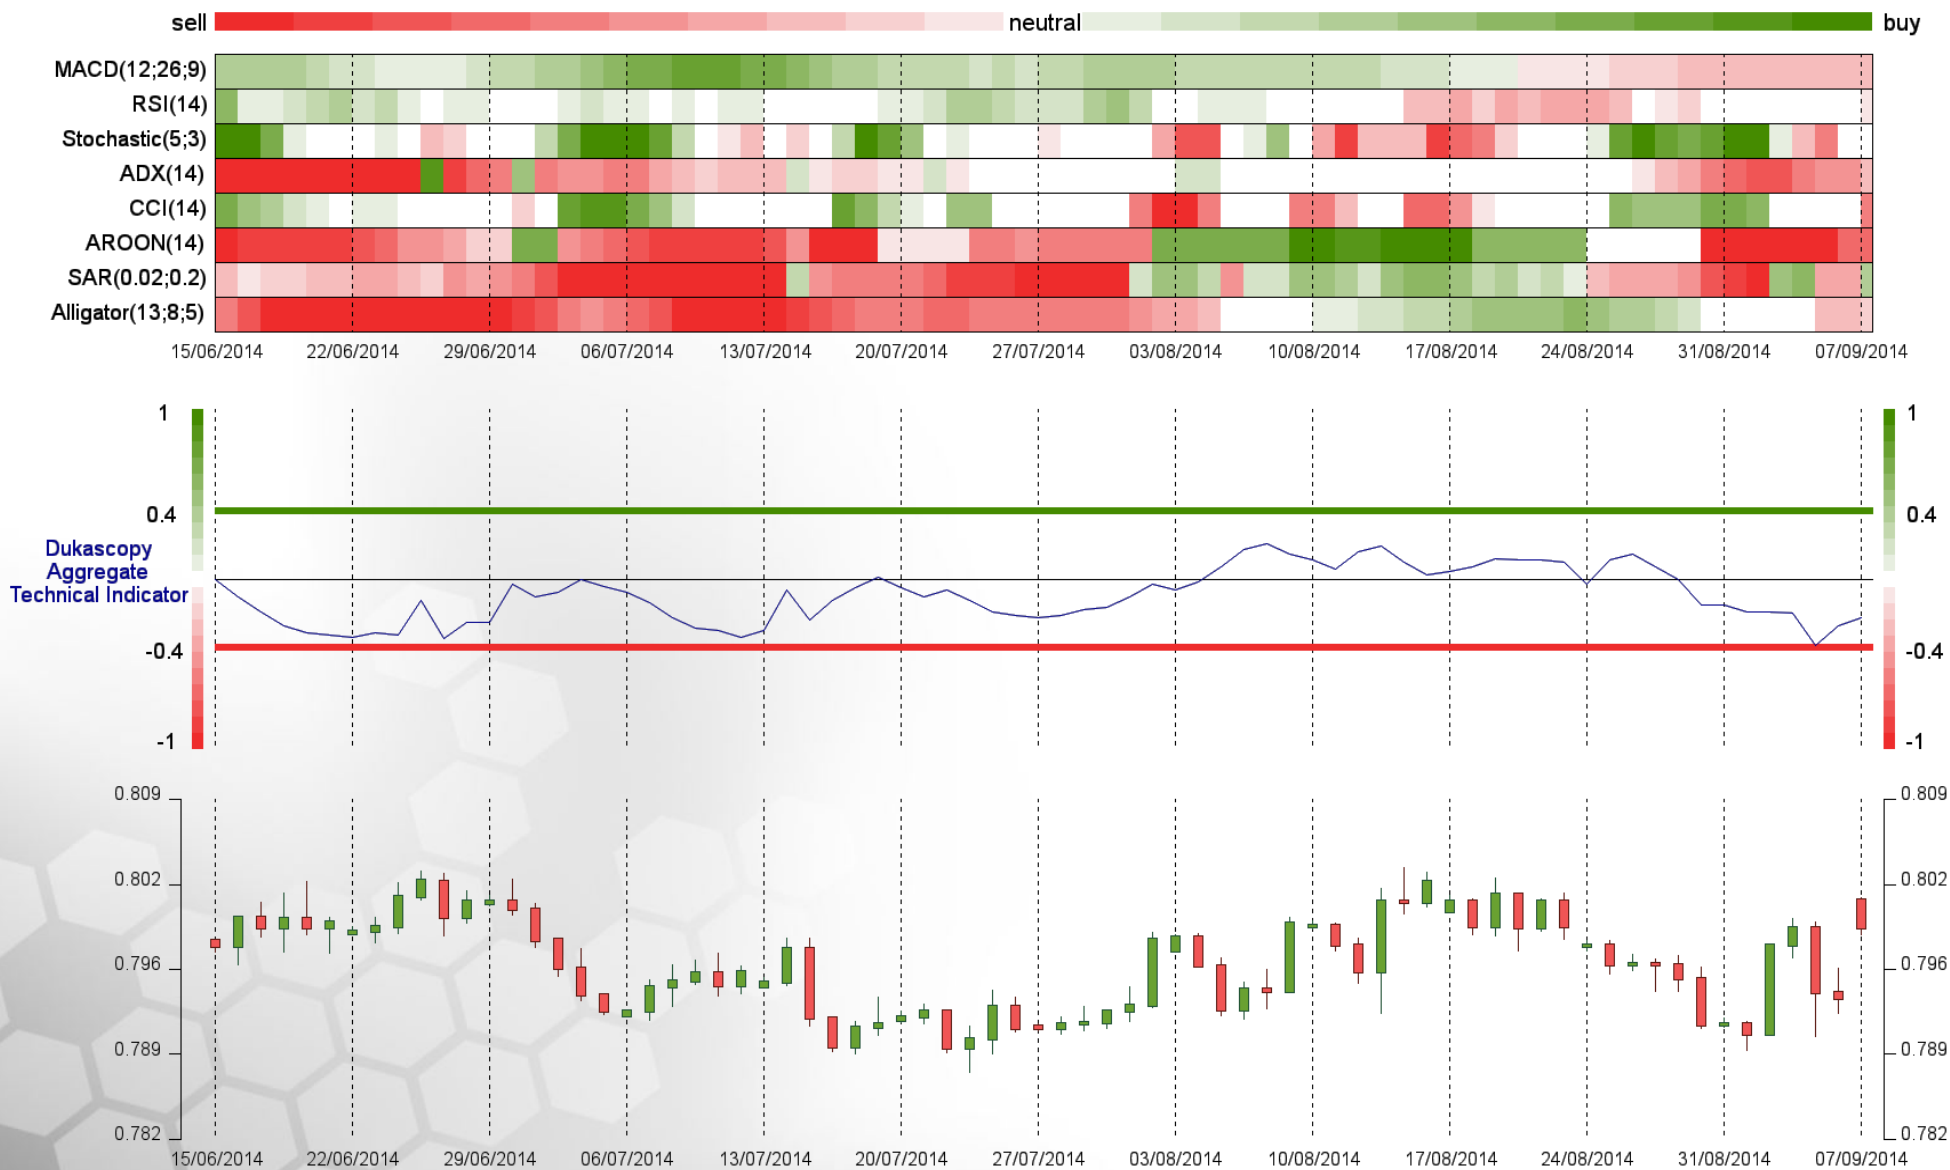 sell neutral buy
MACD(12;26;9)
RSI(14)
Stochastic(5;3)
ADX(14)
CCI(14)
AROON(14)
SAR(0.02;0.2)
Alligator(13;8;5)
15/06/2014 22/06/2014 29/06/2014 06/07/2014 13/07/2014 20/07/2014 27/07/2014 03/08/2014 10/08/2014 17/08/2014 24/08/2014 31/08/2014 07/09/2014
1 1
0.4 0.4
Dukascopy
Aggregate
Technical Indicator
-0.4 -0.4
-1 -1
0.809 0.809
0.802 0.802
0.796 0.796
0.789 0.789
0.782 0.782
15/06/2014 22/06/2014 29/06/2014 06/07/2014 13/07/2014 20/07/2014 27/07/2014 03/08/2014 10/08/2014 17/08/2014 24/08/2014 31/08/2014 07/09/2014